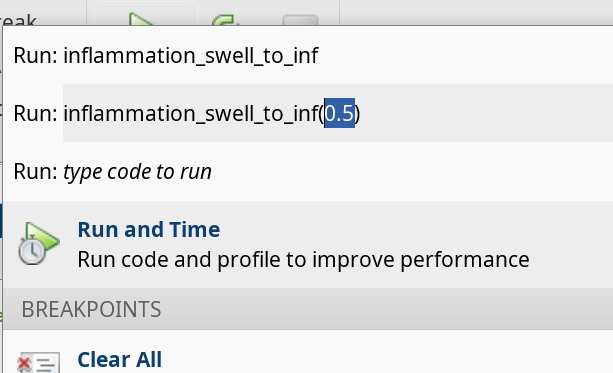 Run: inflammation_swell_to_inf
Run: inflammation_swell_to_inf(0.5)
Run: type code to run
Run and Time
Run code and profile to improve performance
BREAKPOINTS
Clear All